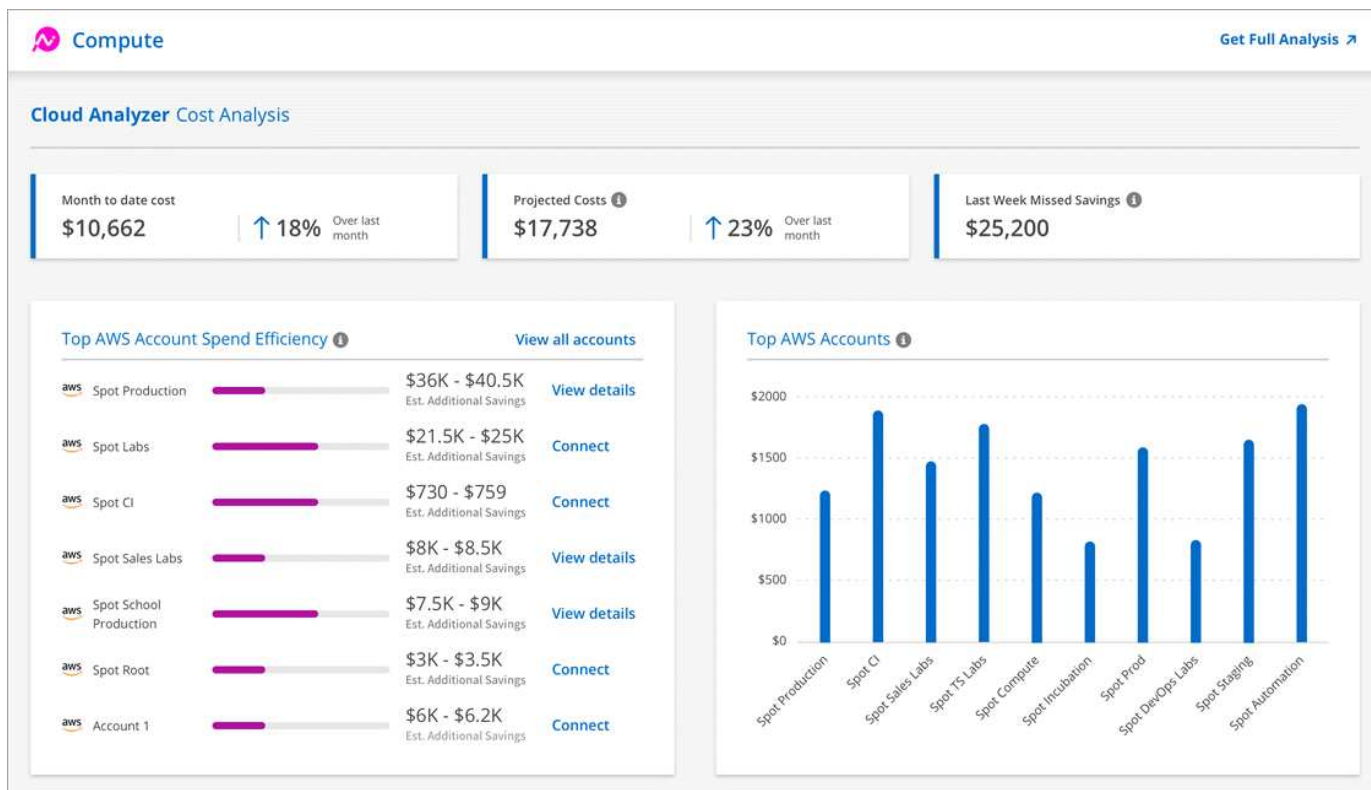 Compute
Get Full Analysis
Cloud Analyzer Cost Analysis
Month to date cost
$10,662
18%
Over last
month
Projected Costs
$17,738
23%
Over last
month
Last Week Missed Savings
$25,200
Top AWS Account Spend Efficiency
View all accounts
aws Spot Production
$36K - $40.5K
Est. Additional Savings
View details
aws Spot Labs
$21.5K - $25K
Est. Additional Savings
Connect
aws Spot CI
$730 - $759
Est. Additional Savings
Connect
aws Spot Sales Labs
$8K - $8.5K
Est. Additional Savings
View details
aws Spot School
Production
$7.5K - $9K
Est. Additional Savings
View details
aws Spot Root
$3K - $3.5K
Est. Additional Savings
Connect
aws Account 1
$6K - $6.2K
Est. Additional Savings
Connect
Top AWS Accounts
$2000
$1500
$1000
$500
$0
Spot Production
Spot CI
Spot Sales Labs
Spot TS Labs
Spot Compute
Spot Incubation
Spot Prod
Spot DevOps Labs
Spot Staging
Spot Automation